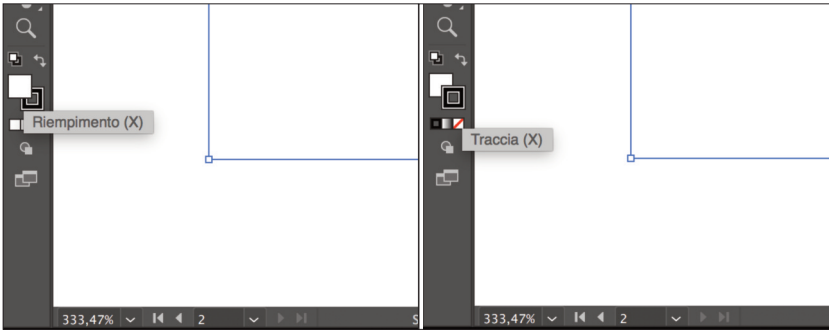 Riempimento (X)
333,47%
2
S
Traccia (X)
333,47%
2